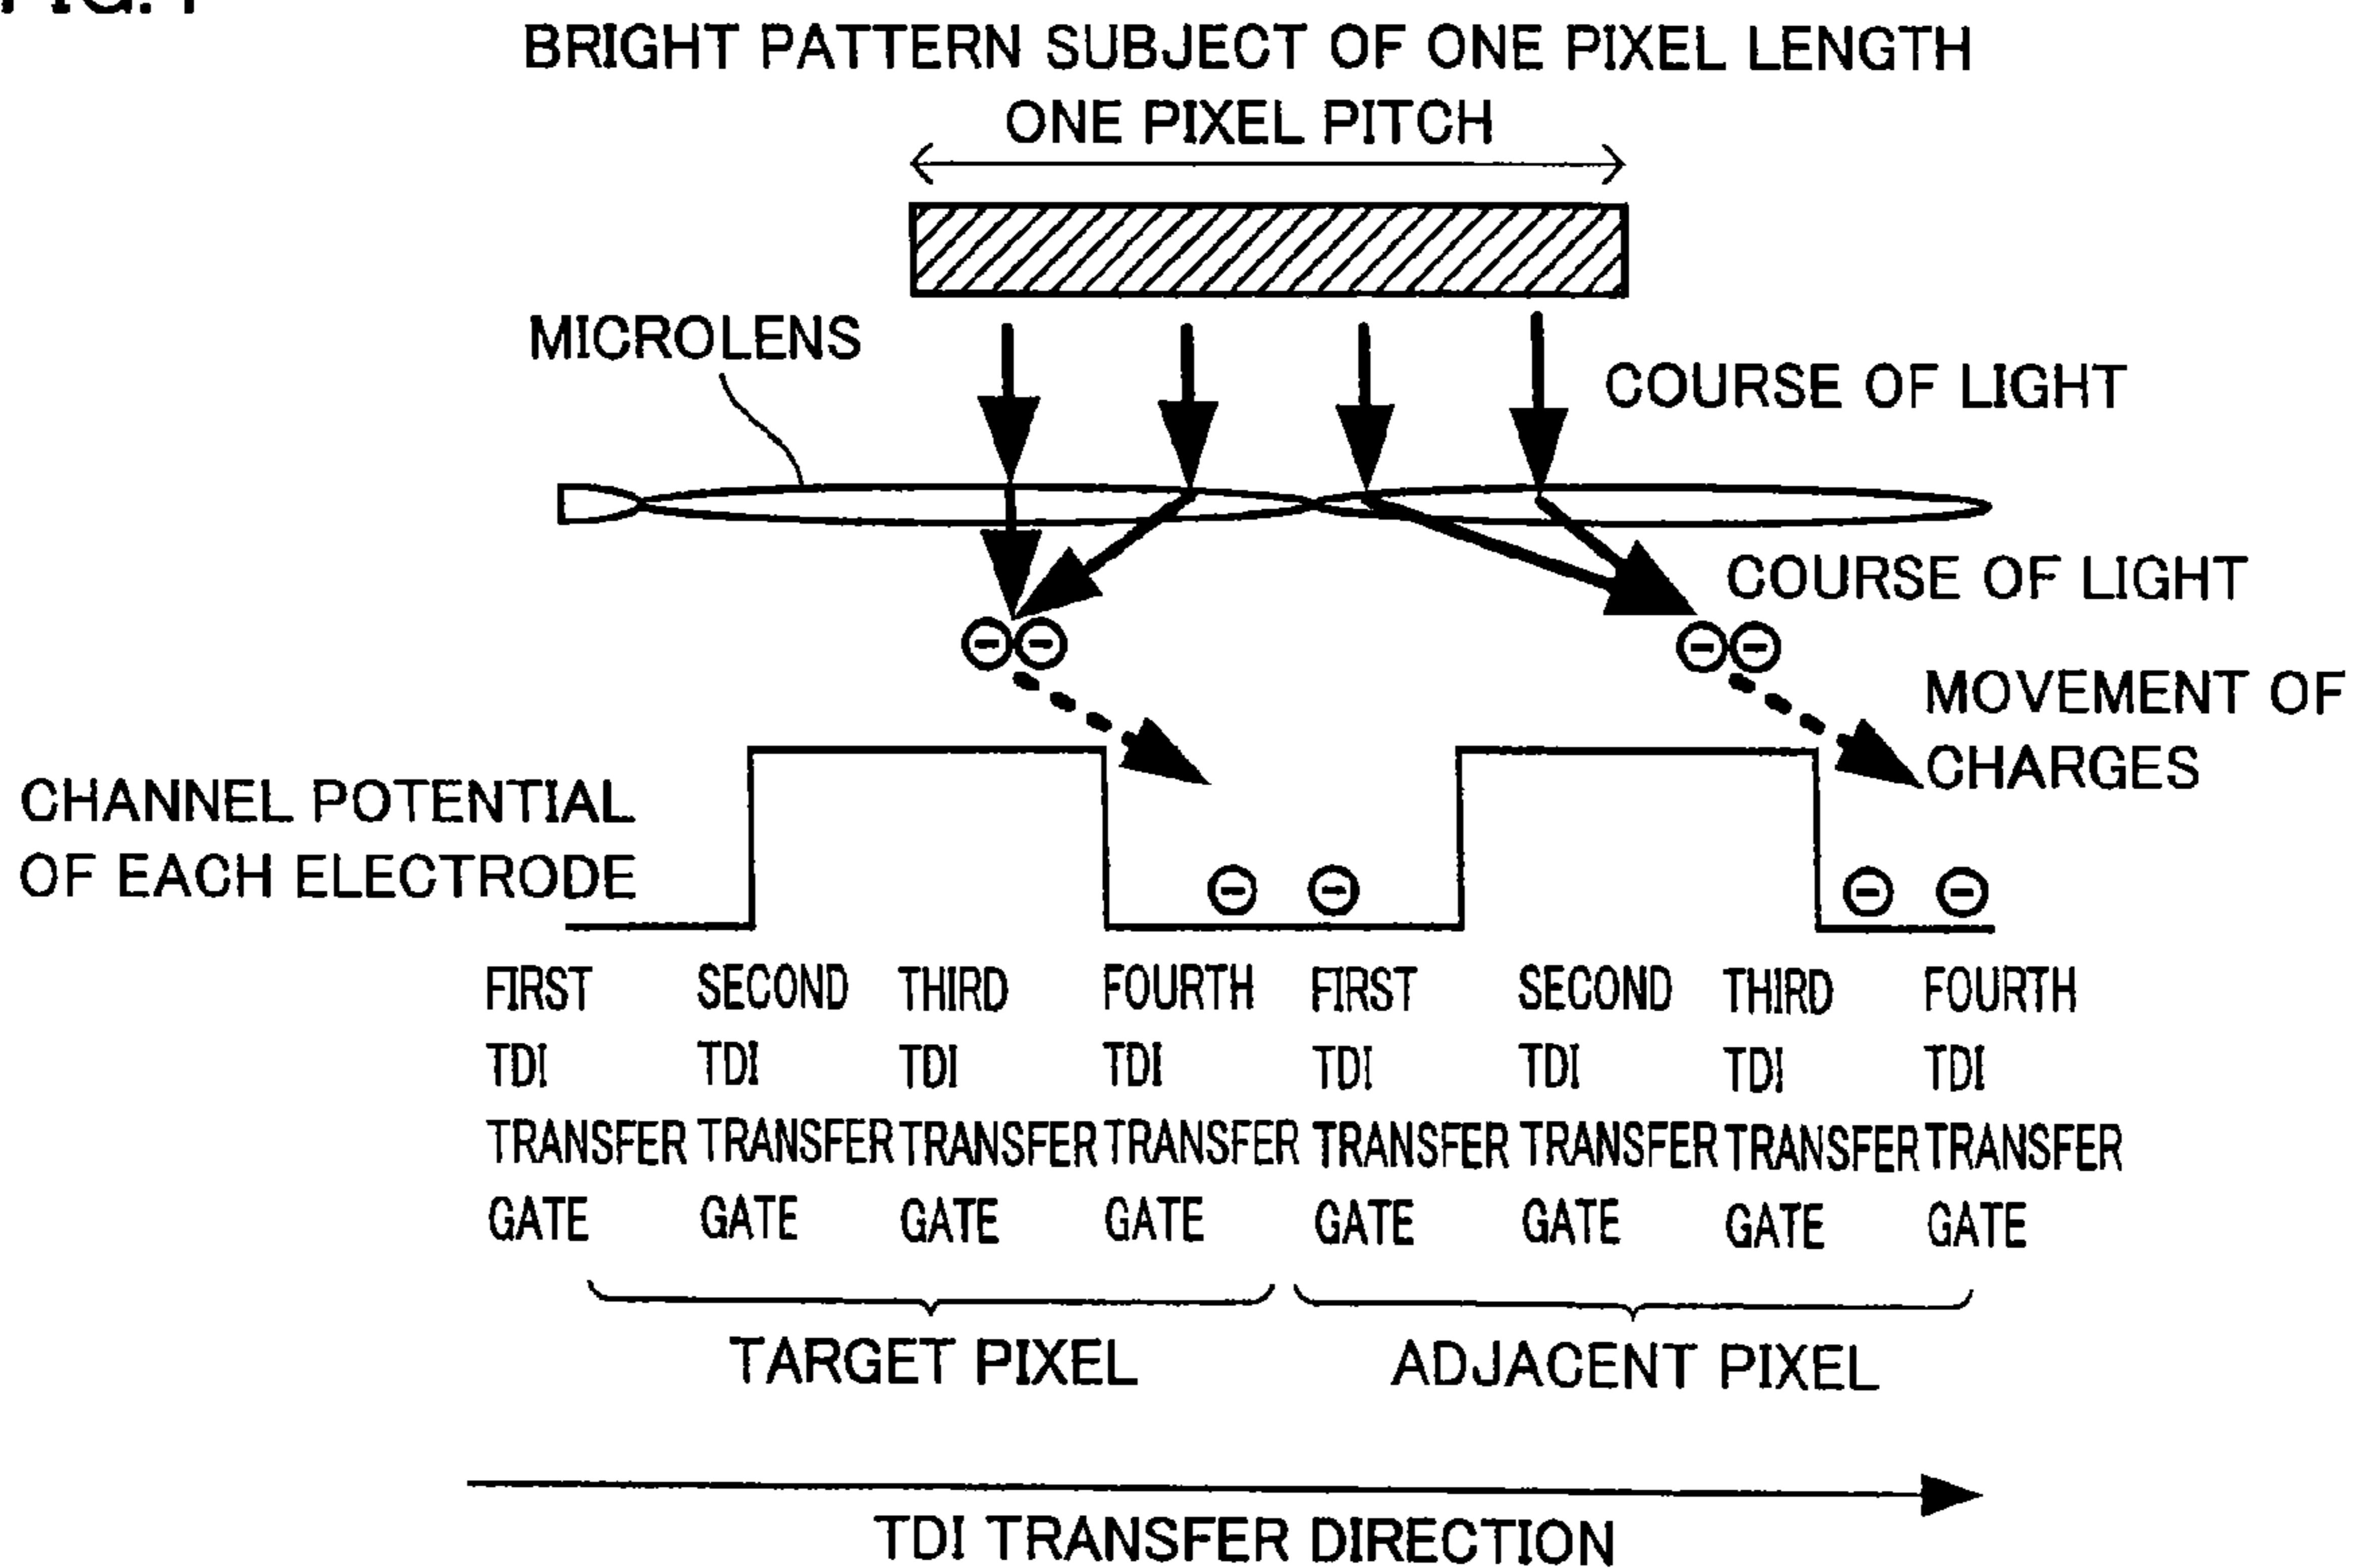 BRIGHT PATTERN SUBJECT OF ONE PIXEL LENGTH
ONE PIXEL PITCH
MICROLENS
COURSE OF LIGHT
COURSE OF LIGHT
MOVEMENT OF
CHARGES
CHANNEL POTENTIAL
OF EACH ELECTRODE
FIRST SECOND THIRD FOURTH FIRST SECOND THIRD FOURTH
TDI TDI TDI TDI TDI TDI TDI TDI
TRANSFER TRANSFER TRANSFER TRANSFER TRANSFER TRANSFER TRANSFER TRANSFER
GATE GATE GATE GATE GATE GATE GATE GATE
TARGET PIXEL ADJACENT PIXEL
TDI TRANSFER DIRECTION